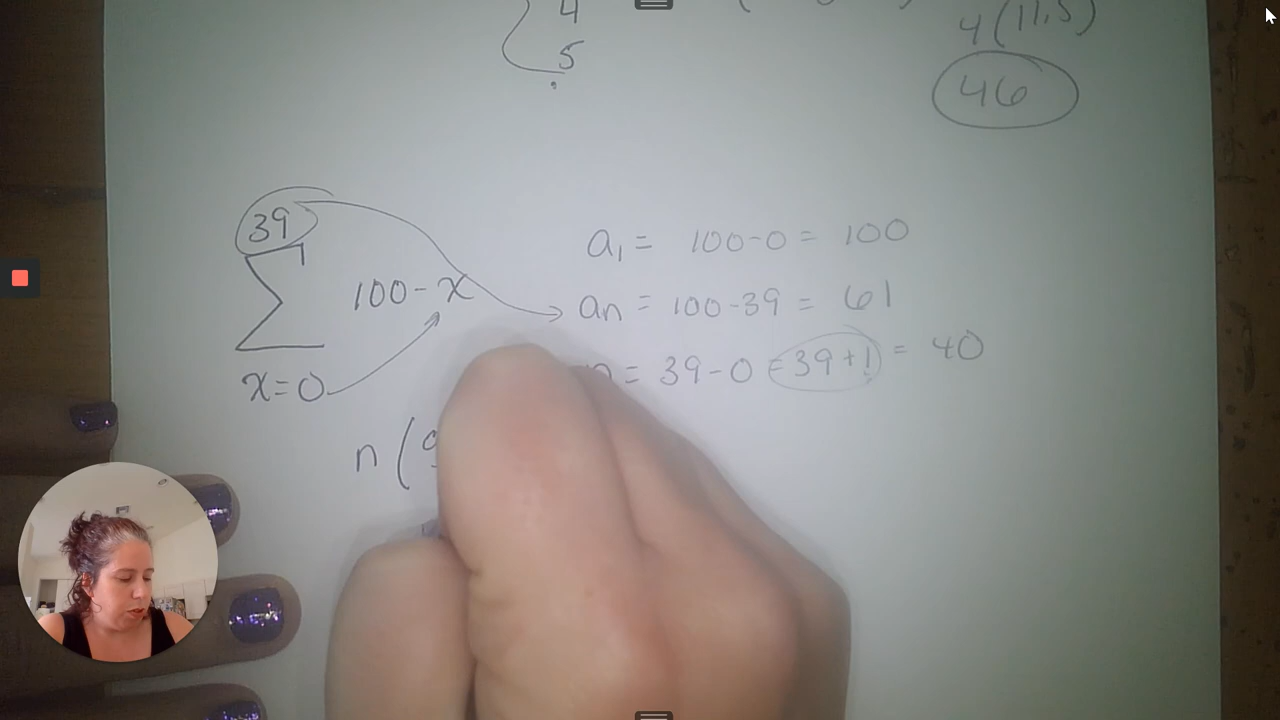 4
5
4(11.5)
46
39
Σ 100-x
x=0
a₁ = 100-0 = 100
an = 100-39 = 61
n = 39-0 = 39+1 = 40
n(